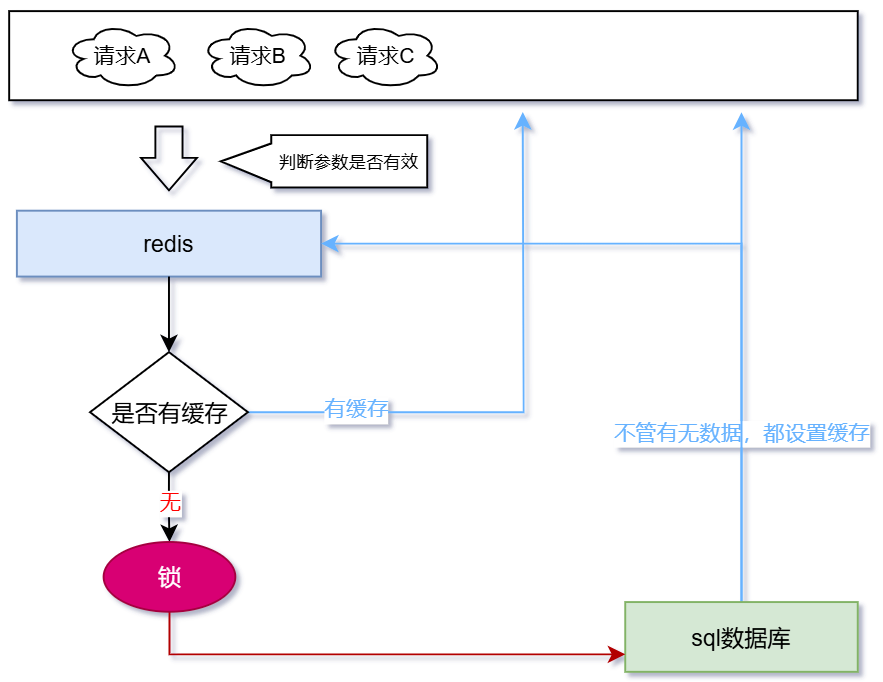 请求A
请求B
请求C
判断参数是否有效
redis
是否有缓存
有缓存
不管有无数据，都设置缓存
无
锁
sql数据库